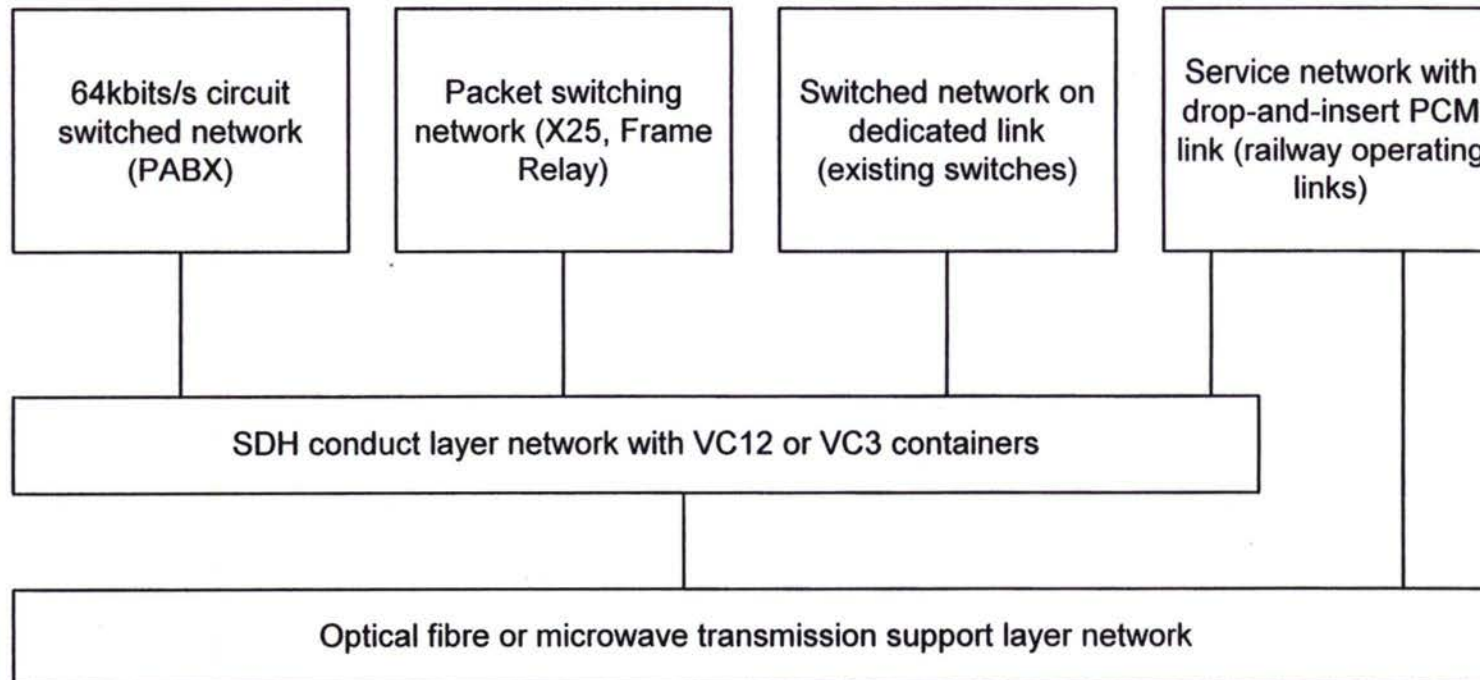 64kbits/s circuit
switched network
(PABX)
Packet switching
network (X25, Frame
Relay)
Switched network on
dedicated link
(existing switches)
Service network with
drop-and-insert PCM
link (railway operating
links)
SDH conduct layer network with VC12 or VC3 containers
Optical fibre or microwave transmission support layer network